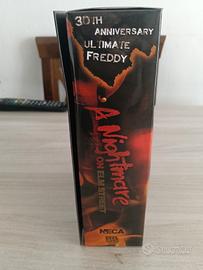 30TH
ANNIVERSARY
ULTIMATE
FREDDY
A Nightmare
ON ELM STREET
NECA